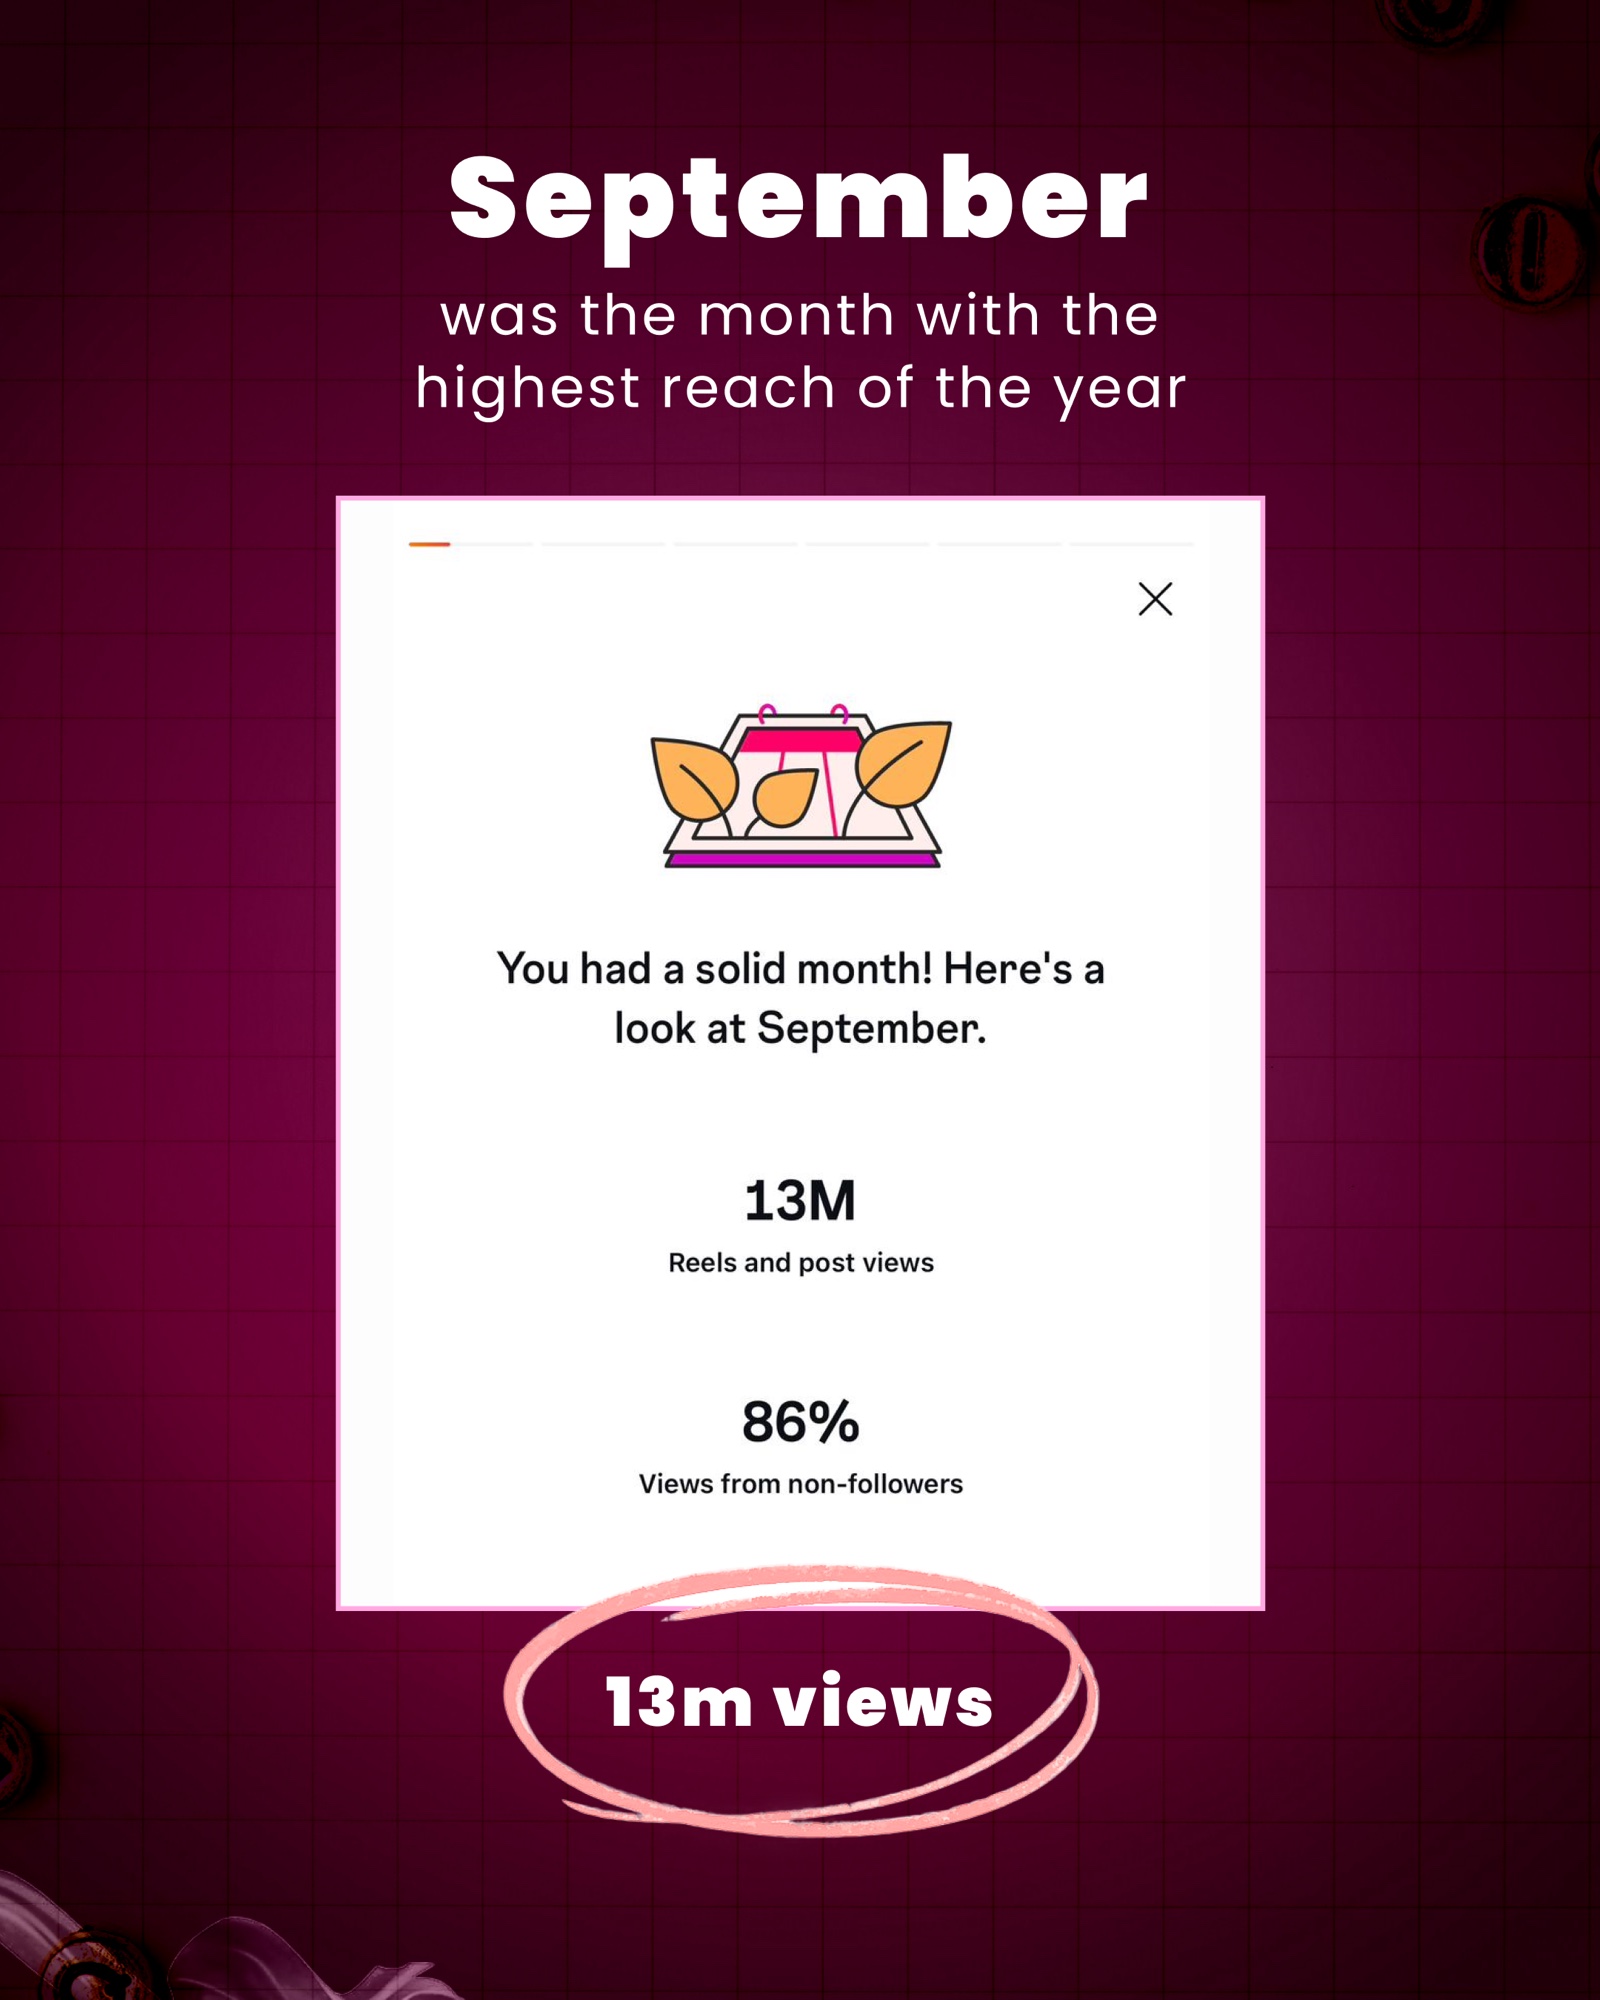 September
was the month with the
highest reach of the year
You had a solid month! Here's a
look at September.
13M
Reels and post views
86%
Views from non-followers
13m views